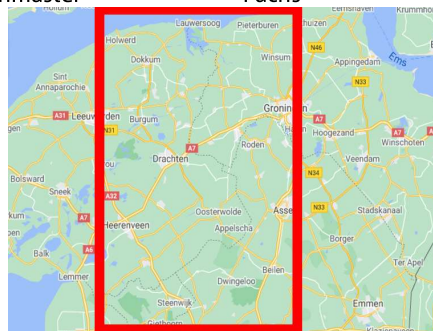 Holwerd
Lauwersoog
Pieterburen
Dokkum
Winsum
Appingedam
N46
Ems
N33
Sint
Annaparochie
A31
Leeuwarden
N31
Burgum
Groningen
A7
A7
Hoogezand
Winschoten
Drachten
Roden
Veendam
N34
Bolsward
Sneek
A32
Oosterwolde
Assen
N33
Stadskanaal
A7
Heerenveen
Appelscha
A6
Borger
Balk
Ter Apel
Lemmer
Beilen
Dwingeloo
Steenwijk
Emmen
Giethoorn